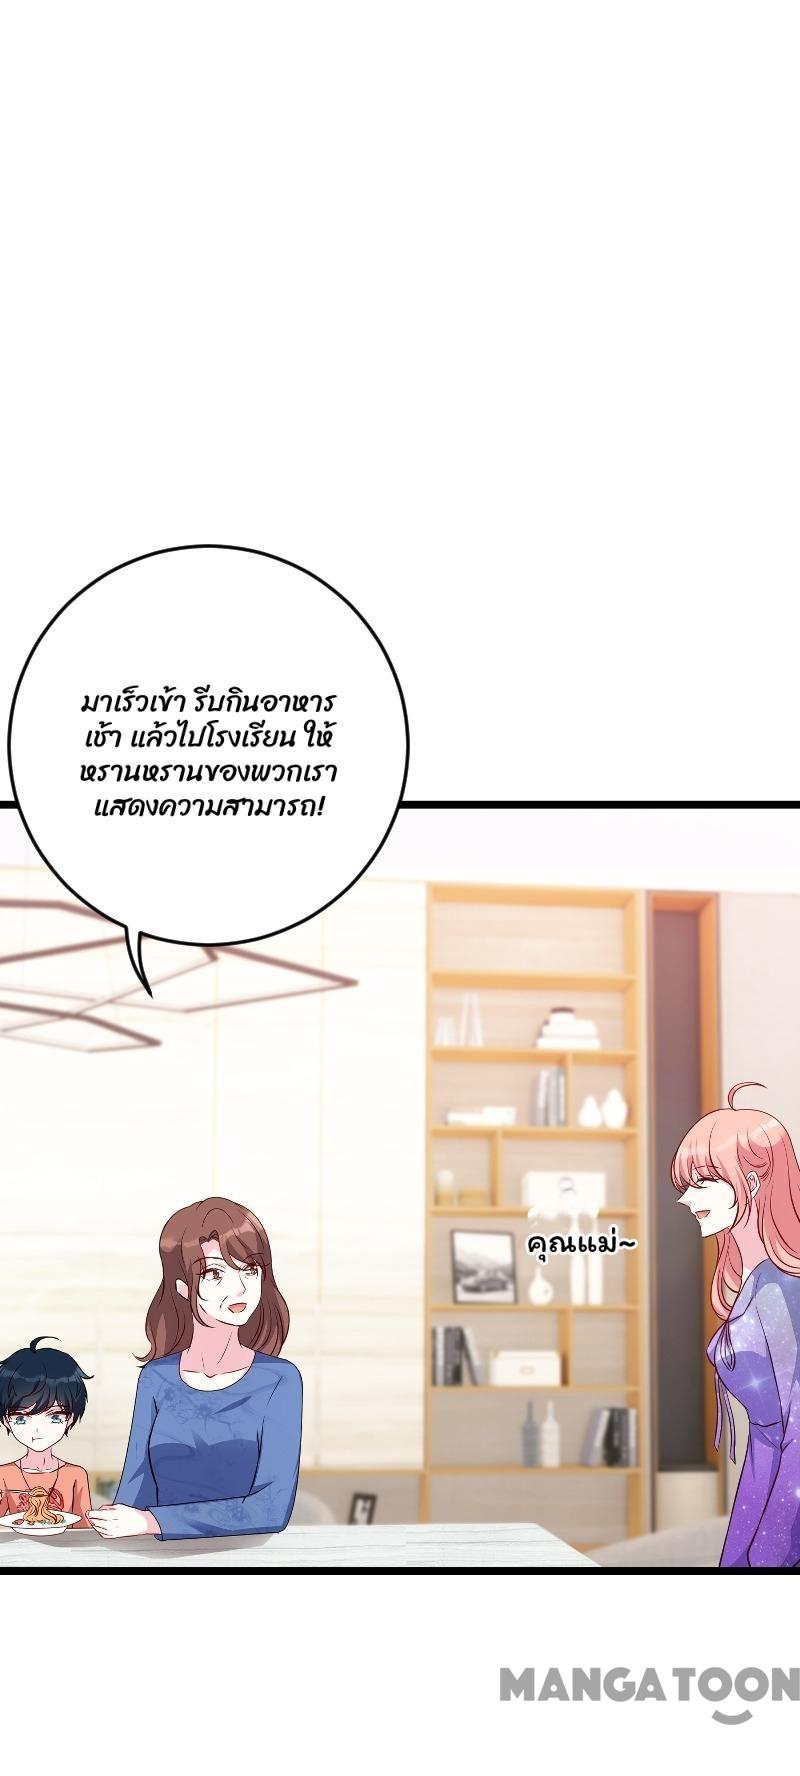 มาเร็วเข้า รีบกินอาหาร
เช้า แล้วไปโรงเรียน ให้
หรานหรานของพวกเรา
แสดงความสามารถ!
คุณแม่~
MANGATOON